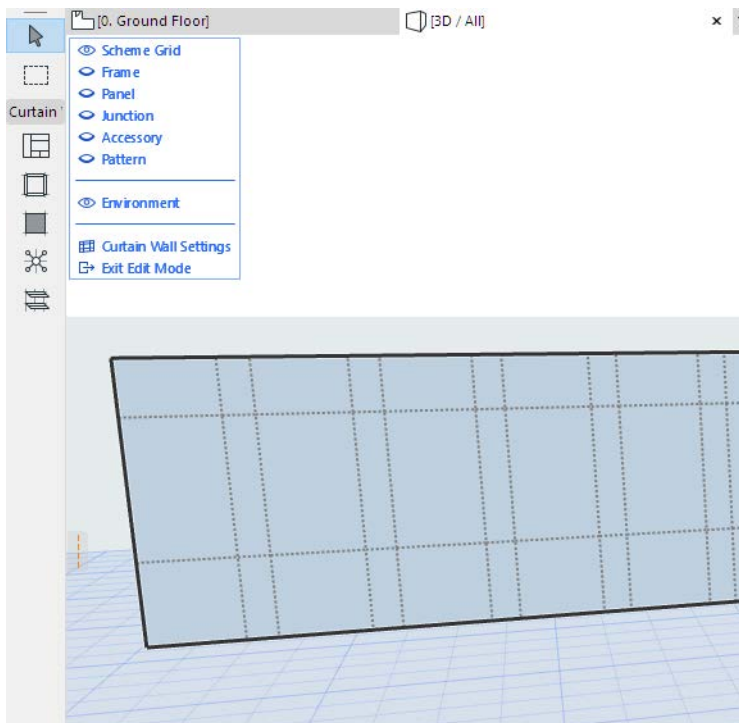 [0. Ground Floor]
[3D / All]
Scheme Grid
Frame
Panel
Curtain
Junction
Accessory
Pattern
Environment
Curtain Wall Settings
Exit Edit Mode